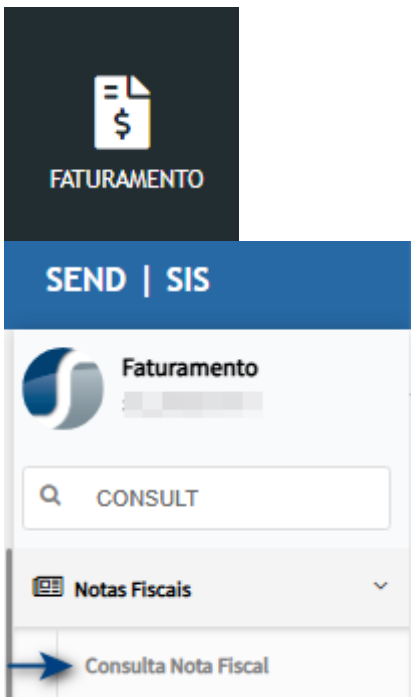 FATURAMENTO
SEND | SIS
Faturamento
CONSULT
Notas Fiscais
Consulta Nota Fiscal